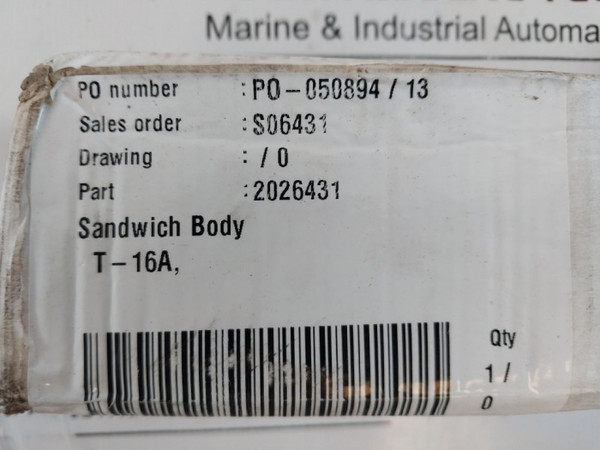 Marine & Industrial Automa
PO number : PO-050894 / 13
Sales order : S06431
Drawing : / 0
Part : 2026431
Sandwich Body
T-16A,
Qty
1 /
0